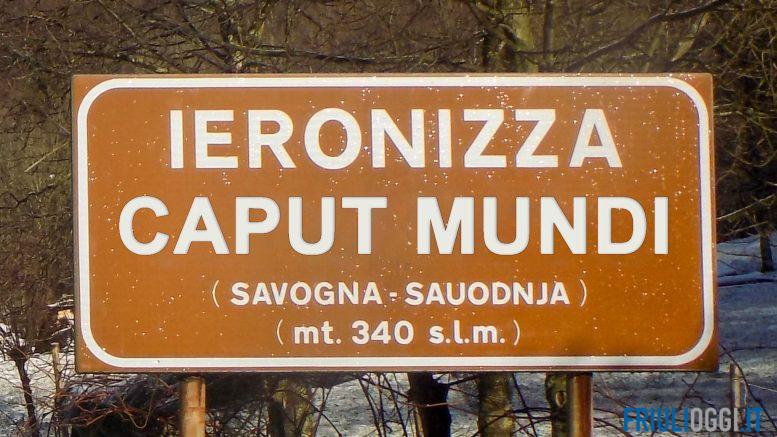 IERONIZZA
CAPUT MUNDI
(SAVOGNA - SAUODNJA)
(mt. 340 s.l.m.)
FRIULIOGGI.IT